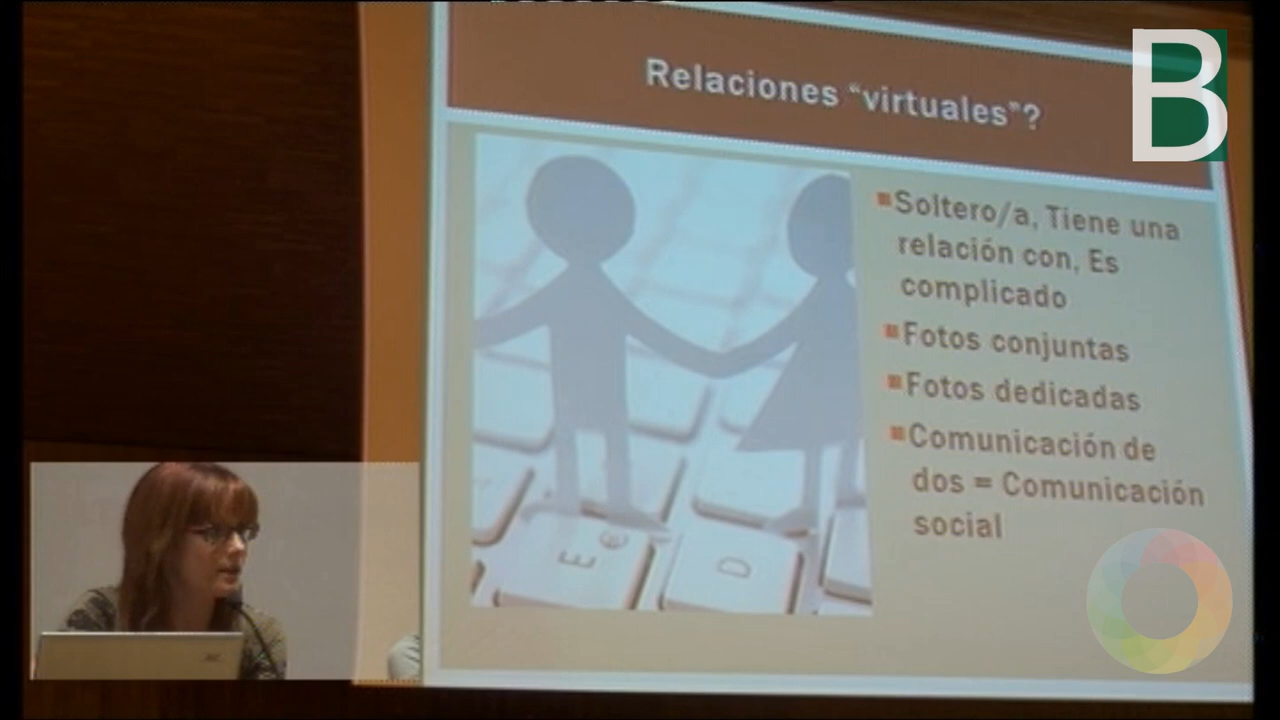 B
Relaciones “virtuales”?
Soltero/a, Tiene una
relación con, Es
complicado
Fotos conjuntas
Fotos dedicadas
Comunicación de
dos = Comunicación
social
E €
D